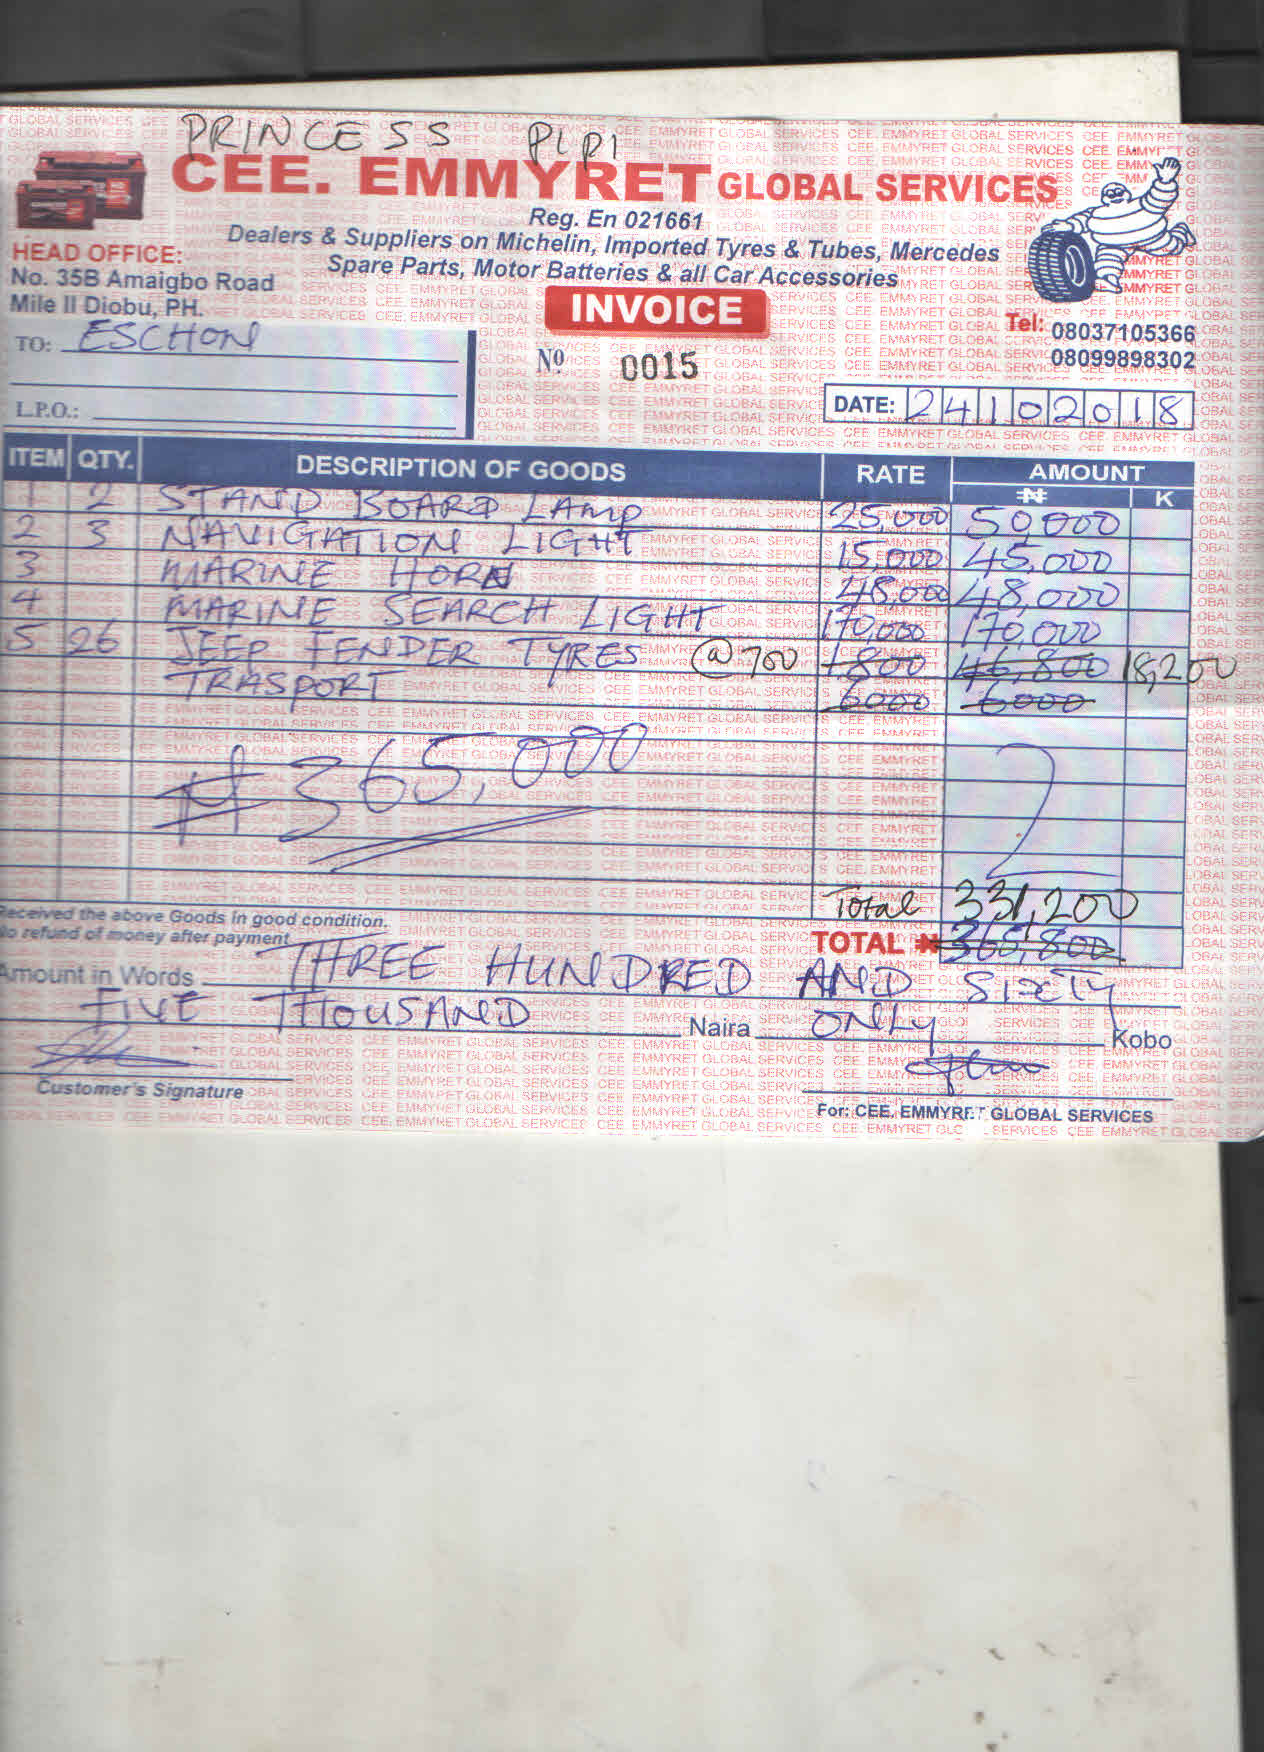 PRINCESS PIPI
CEE. EMMYRET GLOBAL SERVICES
Reg. En 021661
Dealers & Suppliers on Michelin, Imported Tyres & Tubes, Mercedes
Spare Parts, Motor Batteries & all Car Accessories
HEAD OFFICE:
No. 35B Amaigbo Road
Mile II Diobu, PH.
INVOICE
Tel: 08037105366
08099898302
TO: ESCHON
Nº 0015
L.P.O.:
DATE: 24102018
ITEM QTY. DESCRIPTION OF GOODS RATE AMOUNT
₦ K
1 2 STAND BOARD LAMP 25,000 50,000
2 3 NAVIGATION LIGHT 15,000 45,000
3 MARINE HORN 48,000 48,000
4 MARINE SEARCH LIGHT 170,000 170,000
5 26 JEEP FENDER TYRES @ 700 1800 46,800 18,200
TRASPORT 6000 6000
₦365,000
Total 331,200
Received the above Goods in good condition.
No refund of money after payment
TOTAL ₦ 365,800
Amount in Words THREE HUNDRED AND SIXTY
FIVE THOUSAND Naira ONLY Kobo
Customer's Signature
For: CEE. EMMYRET GLOBAL SERVICES